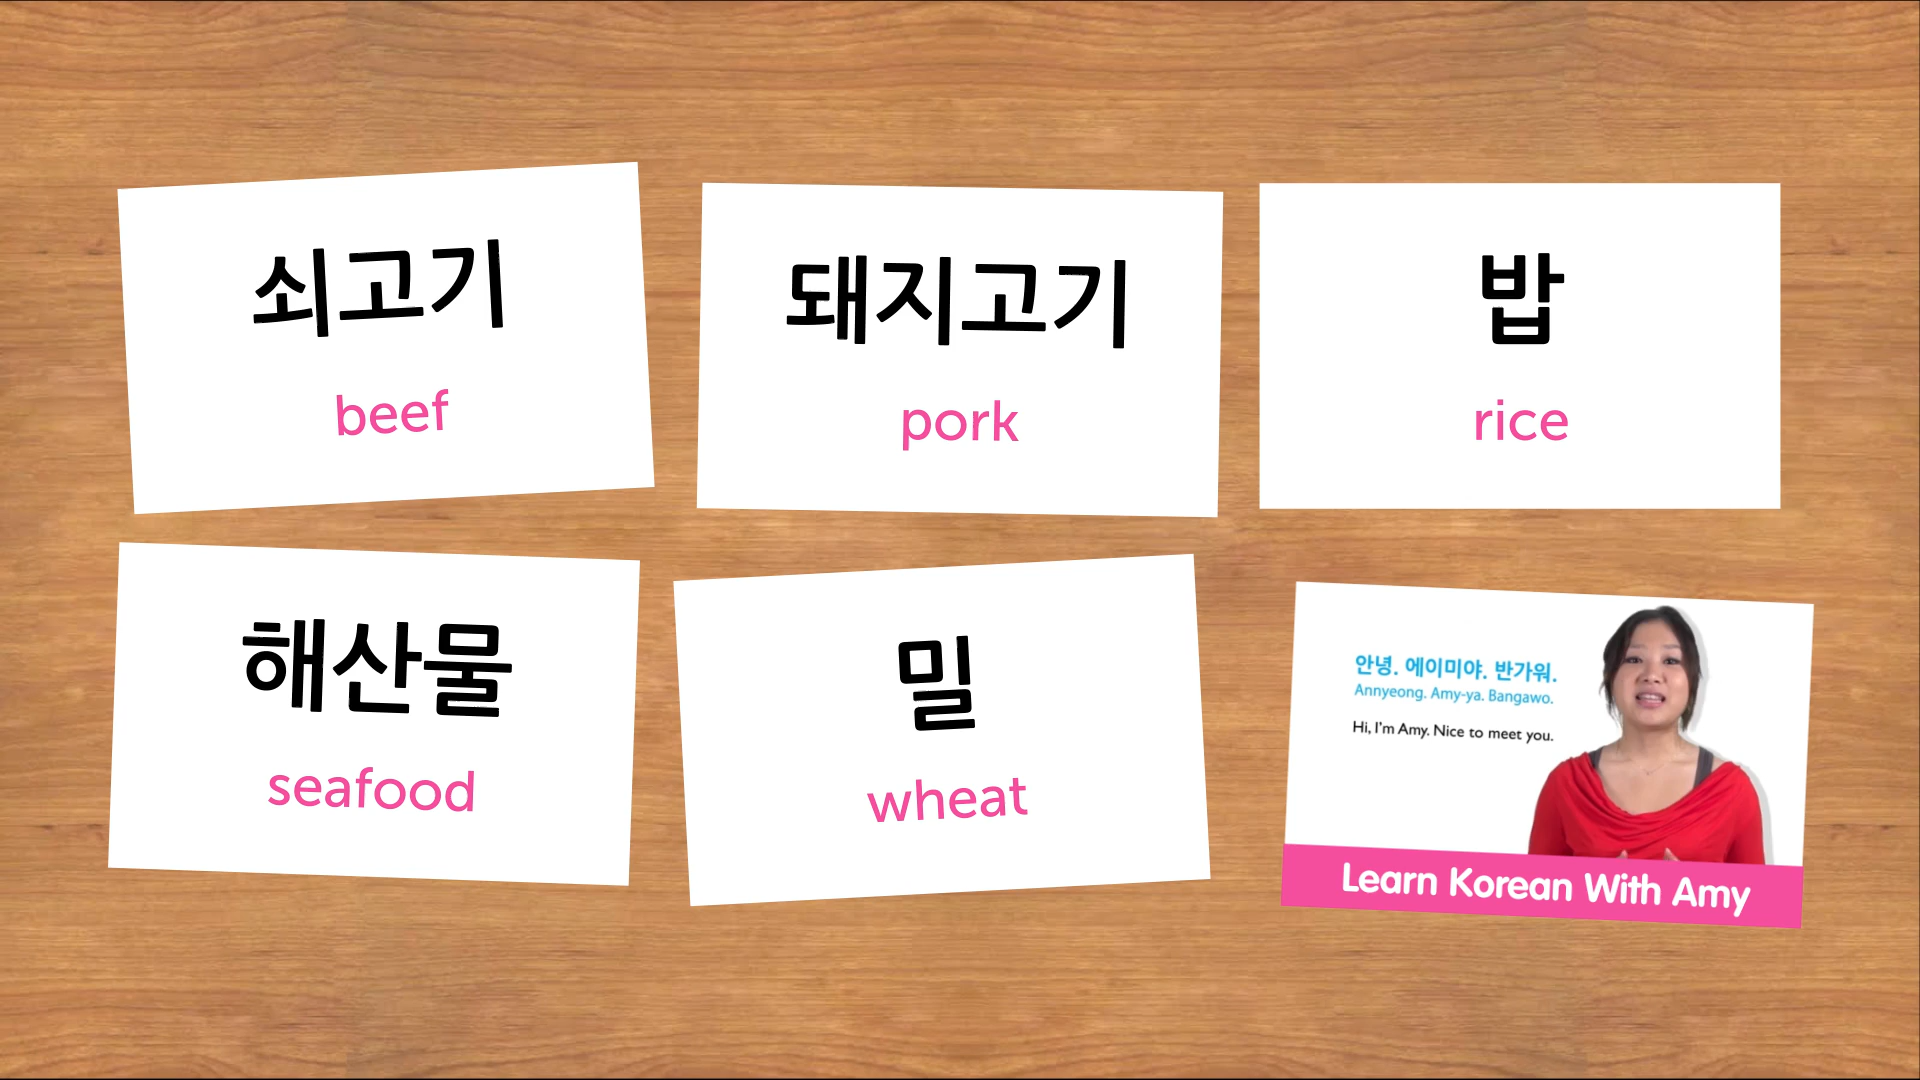 쇠고기
beef
돼지고기
pork
밥
rice
해산물
seafood
밀
wheat
안녕. 에이미야. 반가워.
Annyeong. Amy-ya. Bangawo.
Hi, I'm Amy. Nice to meet you.
Learn Korean With Amy